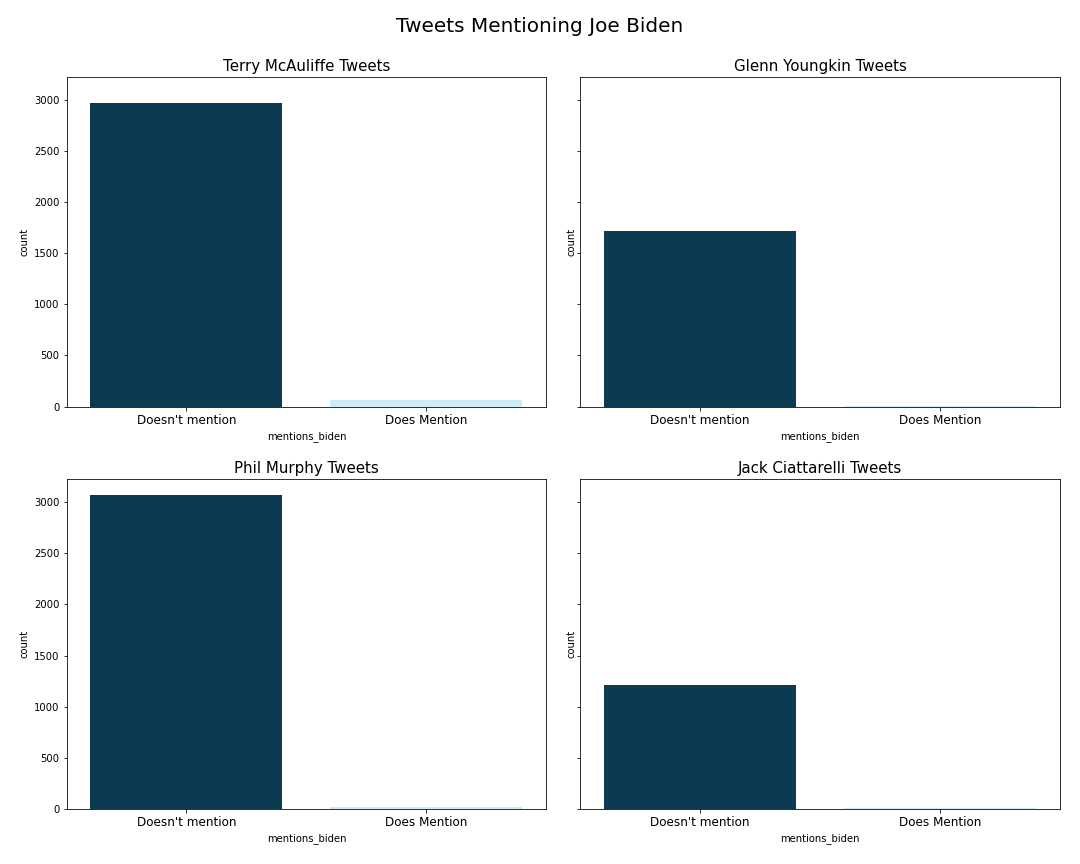 Tweets Mentioning Joe Biden
Terry McAuliffe Tweets
3000
2500
2000
1500
1000
500
0
count
Doesn't mention
Does Mention
mentions_biden
Glenn Youngkin Tweets
count
Doesn't mention
Does Mention
mentions_biden
Phil Murphy Tweets
3000
2500
2000
1500
1000
500
0
count
Doesn't mention
Does Mention
mentions_biden
Jack Ciattarelli Tweets
count
Doesn't mention
Does Mention
mentions_biden